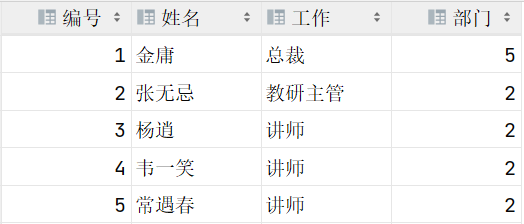 编号 姓名 工作 部门
1 金庸 总裁 5
2 张无忌 教研主管 2
3 杨逍 讲师 2
4 韦一笑 讲师 2
5 常遇春 讲师 2